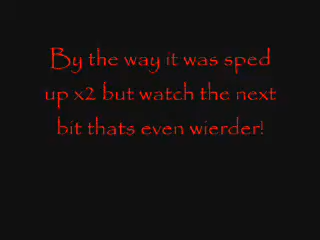 By the way it was sped
up x2 but watch the next
bit thats even wierder!